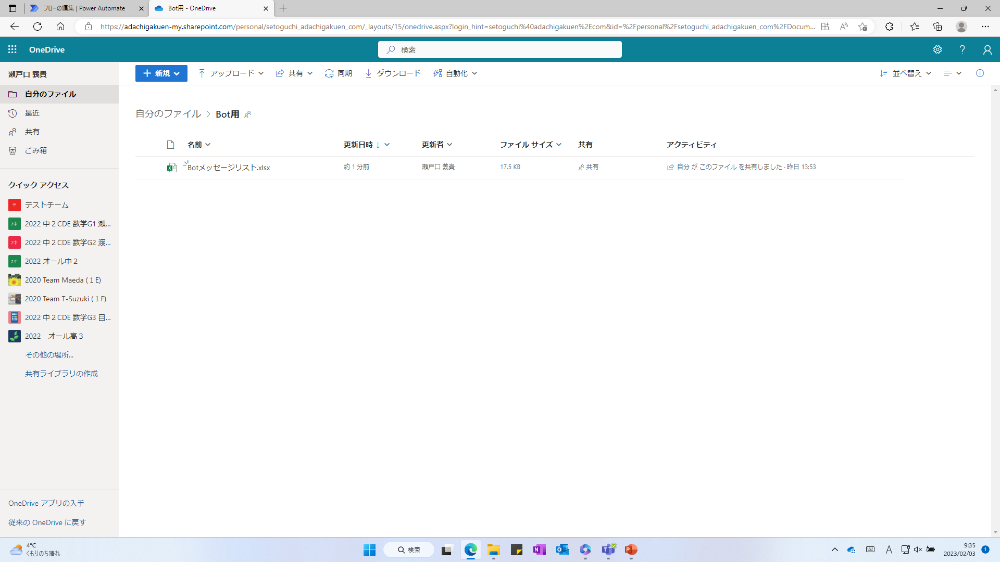 フローの編集 | Power Automate
Bot用 - OneDrive
https://adachigakuen-my.sharepoint.com/personal/setoguchi_adachigakuen_com/_layouts/15/onedrive.aspx?login_hint=setoguchi%40adachigakuen%2Ecom&id=%2Fpersonal%2Fsetoguchi_adachigakuen_com%2FDocum...
OneDrive
検索
瀬戸口 義貴
新規
アップロード
共有
同期
ダウンロード
自動化
並べ替え
自分のファイル
最近
共有
ごみ箱
クイック アクセス
テストチーム
2022 中２CDE 数学G1 瀬...
2022 中２CDE 数学G2 渡...
2022 オール中２
2020 Team Maeda (１E)
2020 Team T-Suzuki (１F)
2022 中２CDE 数学G3 目...
2022　オール高３
その他の場所...
共有ライブラリの作成
OneDrive アプリの入手
従来の OneDrive に戻す
自分のファイル > Bot用
名前
更新日時 ↓
更新者
ファイル サイズ
共有
アクティビティ
Botメッセージリスト.xlsx
約 1 分前
瀬戸口 義貴
17.5 KB
共有
自分 が このファイル を共有しました · 昨日 13:53
4°C
くもりのち晴れ
検索
A
9:35
2023/02/03
1